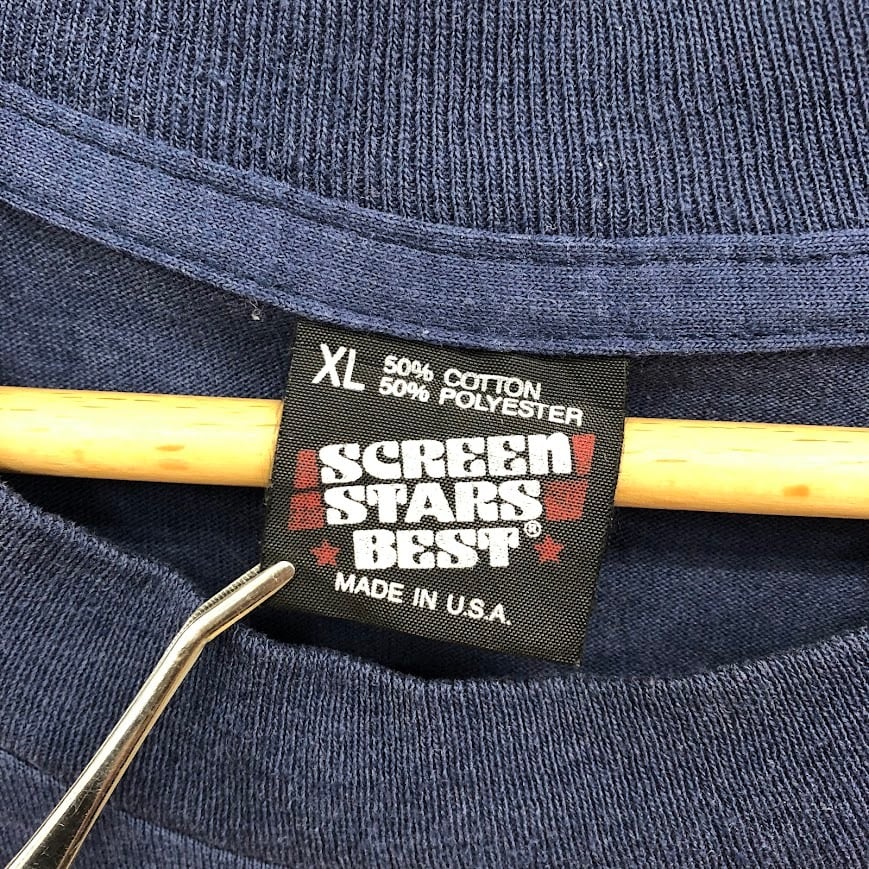 XL 50% COTTON
50% POLYESTER
SCREEN
STARS
BEST®
MADE IN U.S.A.